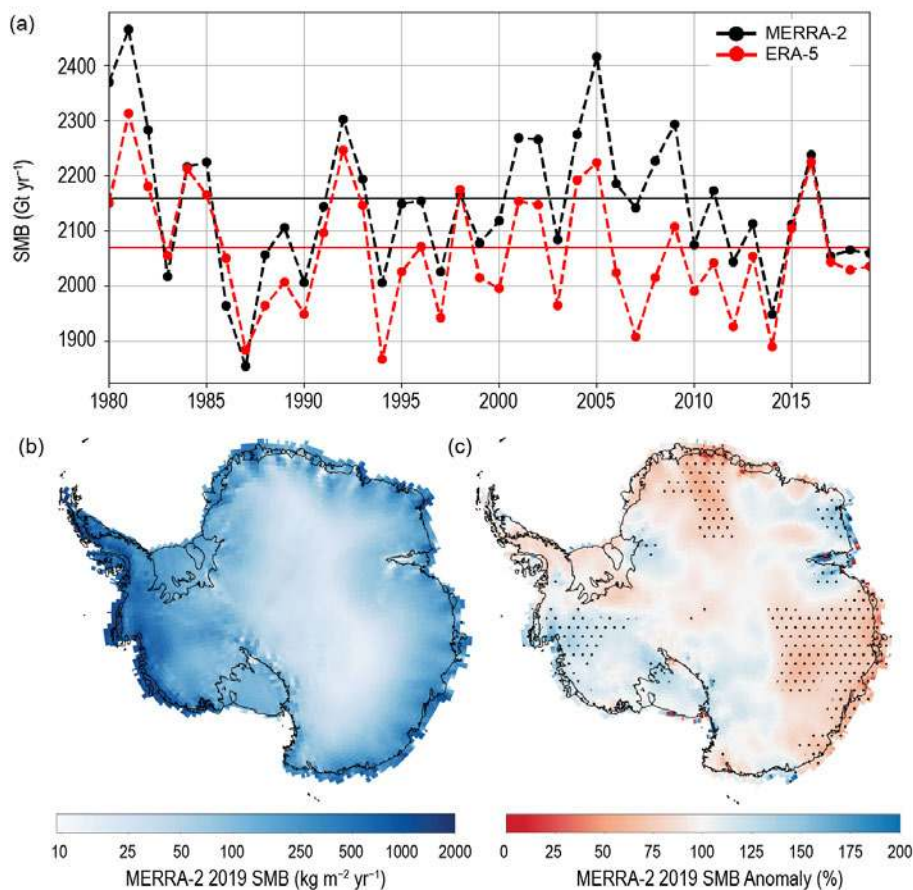 (a)
MERRA-2
ERA-5
SMB (Gt yr⁻¹)
2400
2300
2200
2100
2000
1900
1980 1985 1990 1995 2000 2005 2010 2015
(b)
(c)
10 25 50 100 250 500 1000 2000
MERRA-2 2019 SMB (kg m⁻² yr⁻¹)
0 25 50 75 100 125 150 175 200
MERRA-2 2019 SMB Anomaly (%)